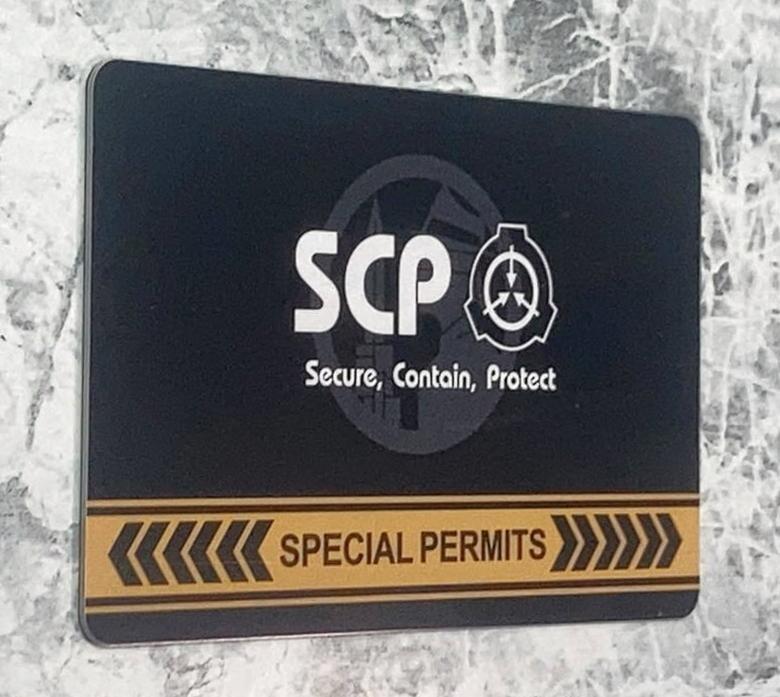 SCP
Secure, Contain, Protect
SPECIAL PERMITS